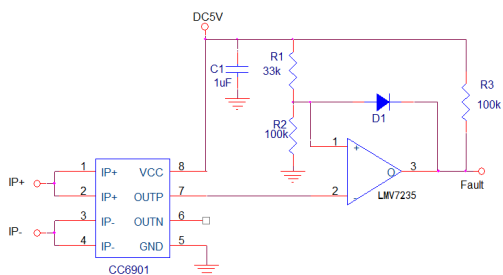 DC5V
C1
1uF
R1
33k
R2
100k
D1
R3
100k
1
+
2
-
Q
3
LMV7235
Fault
IP+
IP-
1
IP+
VCC
8
2
IP+
OUTP
7
3
IP-
OUTN
6
4
IP-
GND
5
CC6901